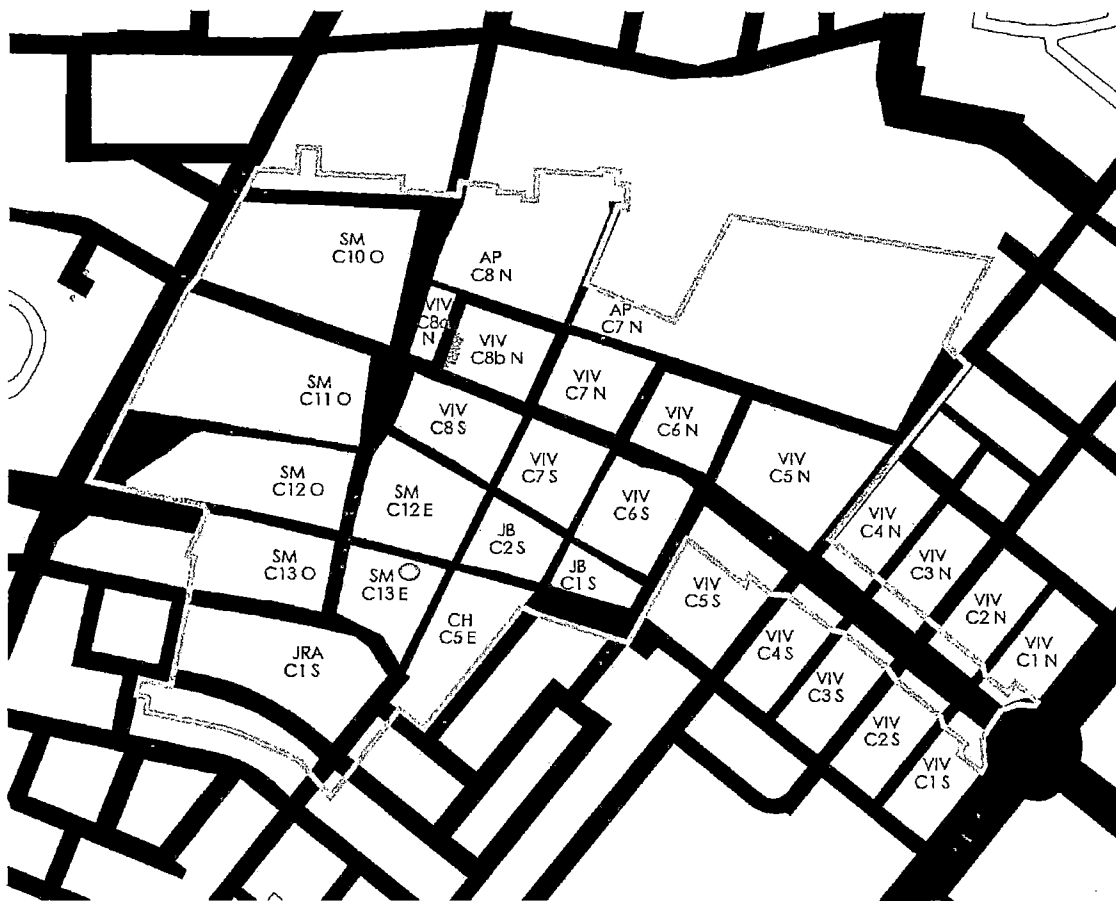 SM
C10 O
AP
C8 N
VIV
C8a
N
VIV
C8b N
AP
C7 N
VIV
C7 N
SM
C11 O
VIV
C8 S
VIV
C6 N
VIV
C5 N
VIV
C7 S
SM
C12 O
SM
C12 E
VIV
C6 S
VIV
C4 N
JB
C2 S
SM
C13 O
SM
C13 E
JB
C1 S
VIV
C5 S
VIV
C3 N
VIV
C2 N
CH
C5 E
VIV
C4 S
VIV
C1 N
JRA
C1 S
VIV
C3 S
VIV
C2 S
VIV
C1 S